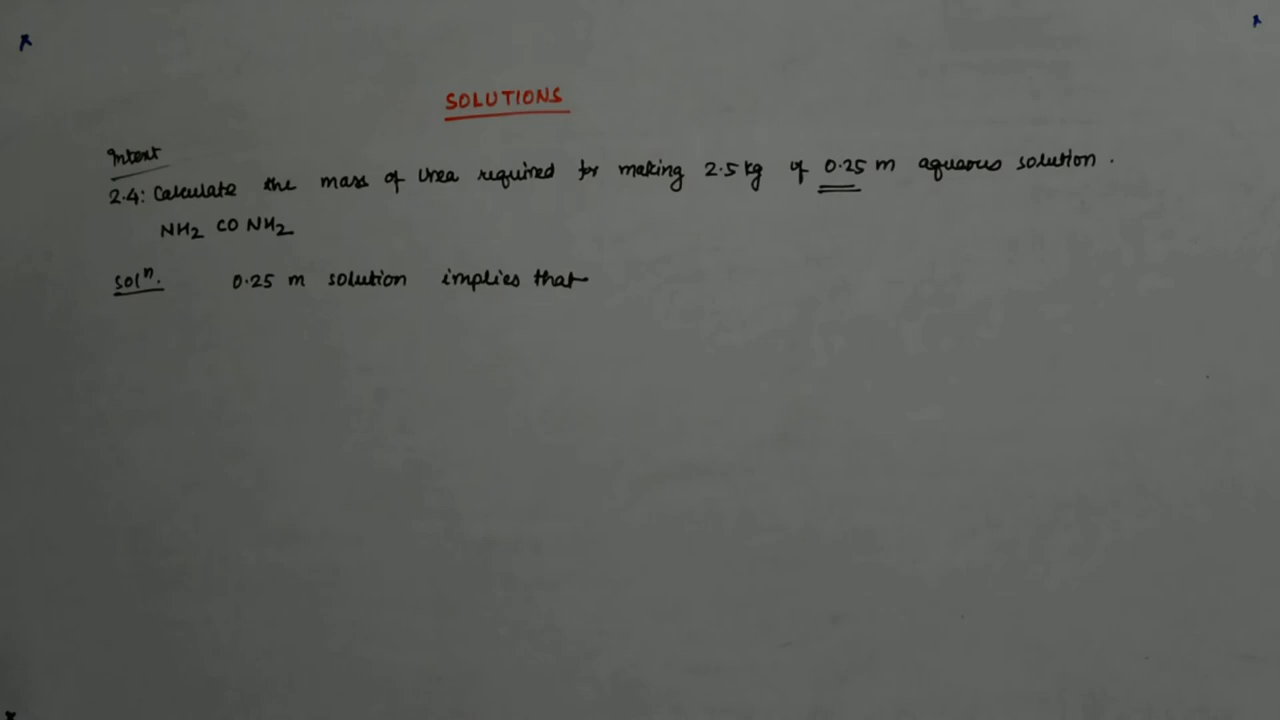 SOLUTIONS
Intext
2.4: Calculate the mass of Urea required for making 2.5 kg of 0.25 m aqueous solution.
NH2 CO NH2
Solⁿ. 0.25 m solution implies that